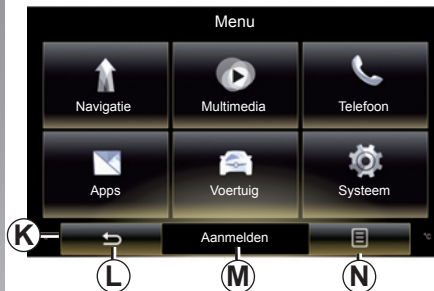 Menu
Navigatie
Multimedia
Telefoon
Apps
Voertuig
Systeem
K
Aanmelden
°C
L
M
N